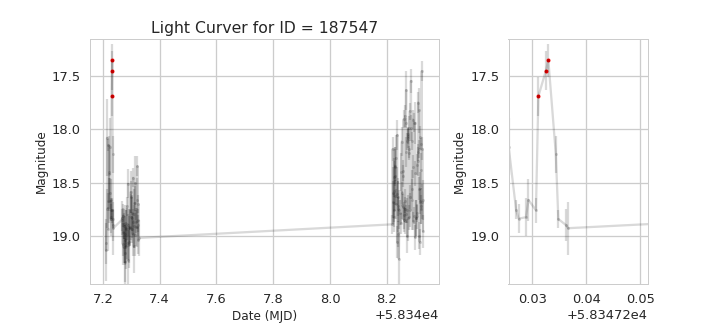 Light Curver for ID = 187547
Magnitude
17.5
18.0
18.5
19.0
7.2 7.4 7.6 7.8 8.0 8.2
Date (MJD)
+5.834e4
Magnitude
17.5
18.0
18.5
19.0
0.03 0.04 0.05
+5.83472e4